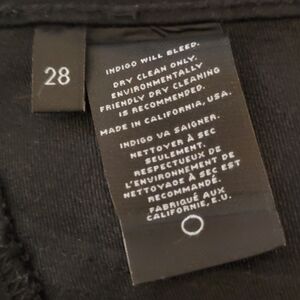 28
INDIGO WILL BLEED.
DRY CLEAN ONLY.
ENVIRONMENTALLY
FRIENDLY DRY CLEANING
IS RECOMMENDED.
MADE IN CALIFORNIA, USA.
INDIGO VA SAIGNER.
NETTOYER À SEC
SEULEMENT.
RESPECTUEUX DE
L'ENVIRONNEMENT
NETTOYAGE À SEC EST
RECOMMANDÉ.
FABRIQUÉ AUX
CALIFORNIE, E.U.